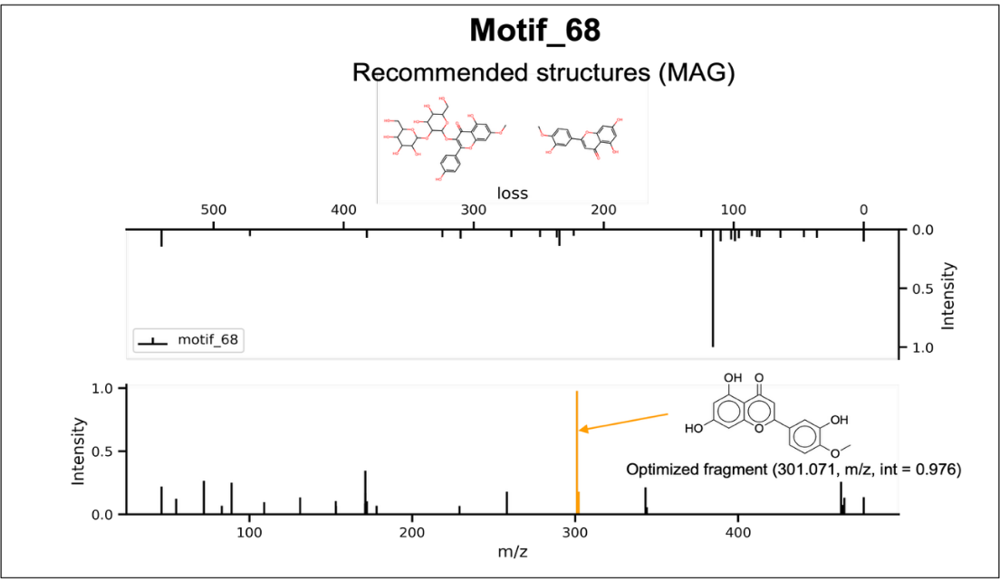 Motif_68
Recommended structures (MAG)
loss
500 400 300 200 100 0
0.0
0.5
1.0
Intensity
motif_68
1.0
0.5
0.0
Intensity
OH O
HO O OH
O
Optimized fragment (301.071, m/z, int = 0.976)
100 200 300 400
m/z